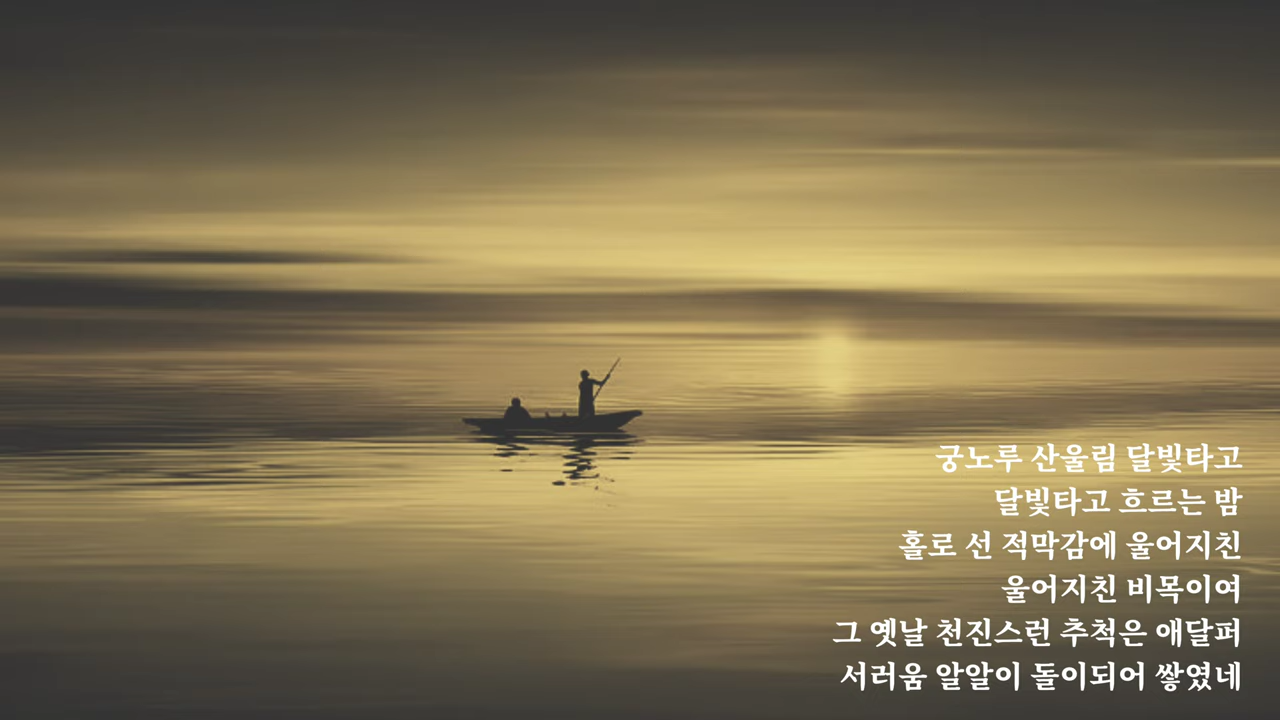 궁노루 산울림 달빛타고
달빛타고 흐르는 밤
홀로 선 적막감에 울어지친
울어지친 비목이여
그 옛날 천진스런 추척은 애달퍼
서러움 알알이 돌이되어 쌓였네